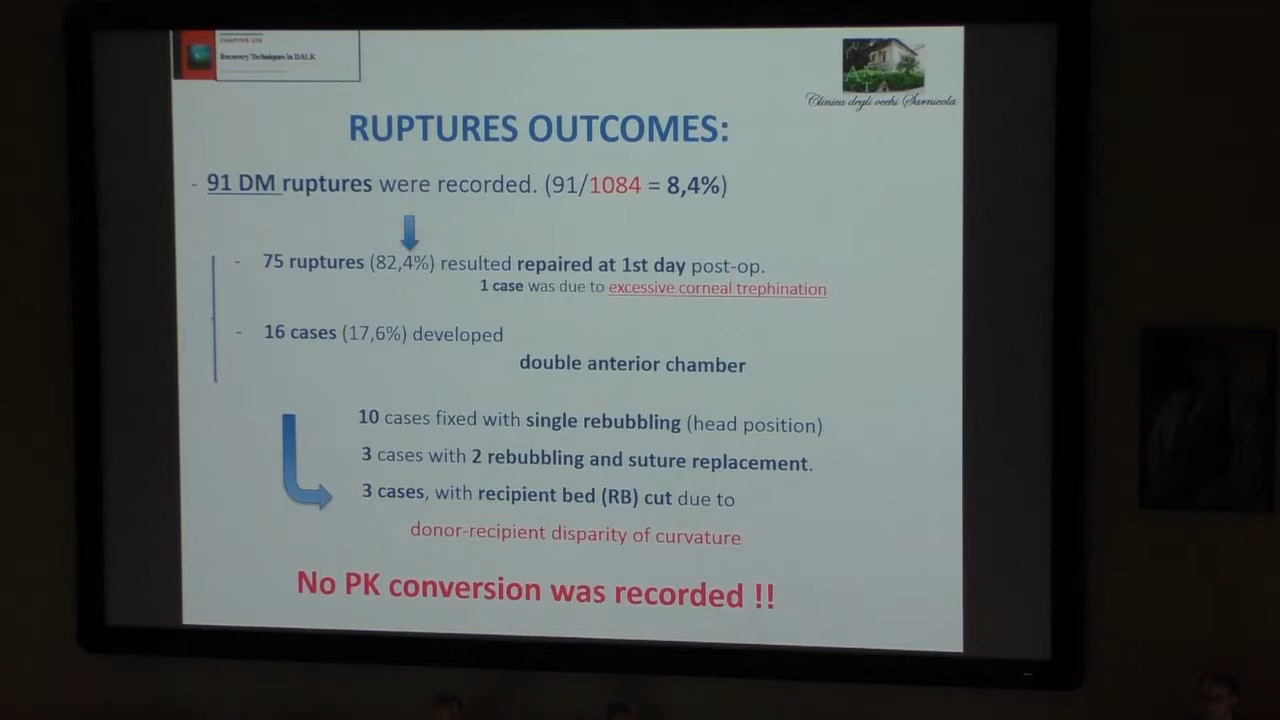 Recovery Techniques in DALK
Clinica degli occhi Sarnicola
RUPTURES OUTCOMES:
- 91 DM ruptures were recorded. (91/1084 = 8,4%)
- 75 ruptures (82,4%) resulted repaired at 1st day post-op.
1 case was due to excessive corneal trephination
- 16 cases (17,6%) developed
double anterior chamber
10 cases fixed with single rebubbling (head position)
3 cases with 2 rebubbling and suture replacement.
3 cases, with recipient bed (RB) cut due to
donor-recipient disparity of curvature
No PK conversion was recorded !!